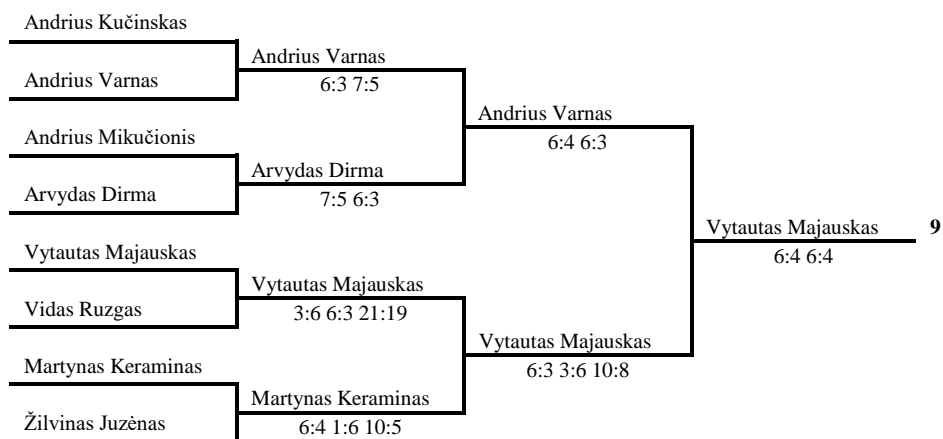 Andrius Kučinskas
Andrius Varnas
Andrius Varnas
6:3 7:5
Andrius Varnas
6:4 6:3
Andrius Mikučionis
Arvydas Dirma
7:5 6:3
Arvydas Dirma
Vytautas Majauskas 9
6:4 6:4
Vytautas Majauskas
Vytautas Majauskas
3:6 6:3 21:19
Vidas Ruzgas
Vytautas Majauskas
6:3 3:6 10:8
Martynas Keraminas
Martynas Keraminas
6:4 1:6 10:5
Žilvinas Juzėnas